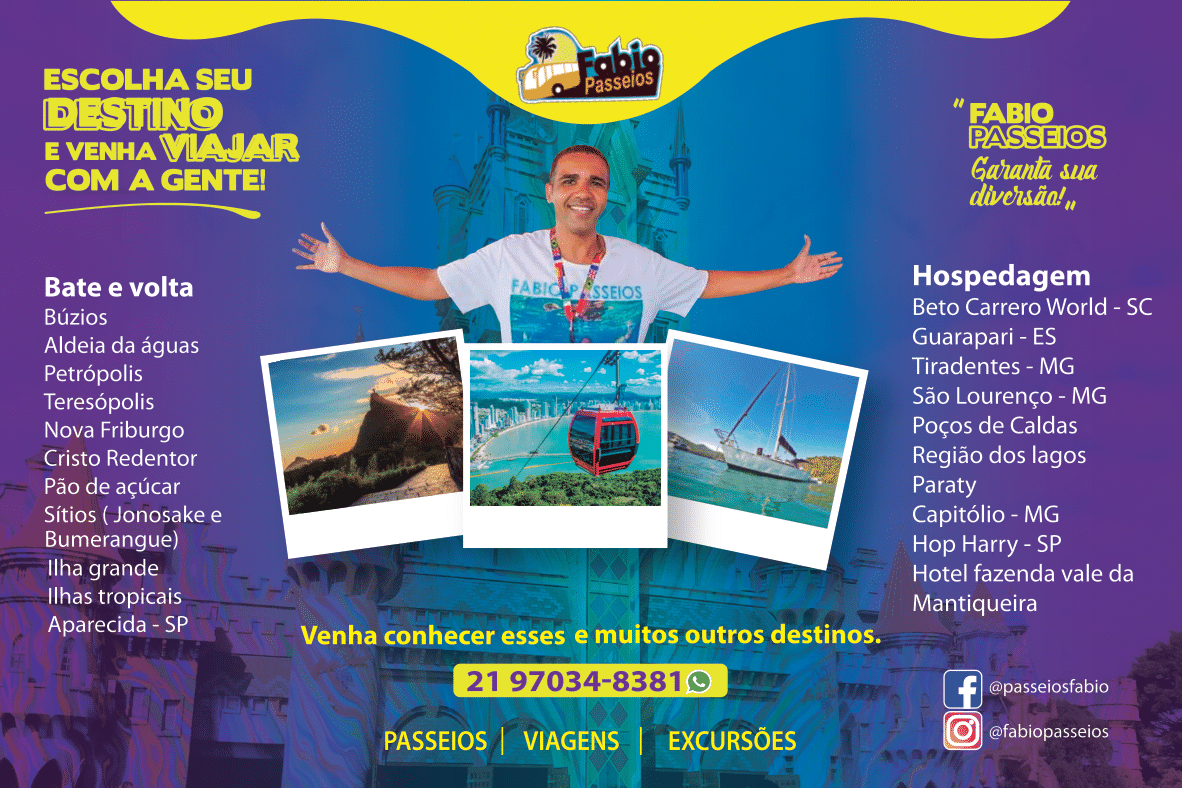 Fabio
Passeios
ESCOLHA SEU
DESTINO
E VENHA VIAJAR
COM A GENTE!
"FABIO
PASSEIOS
Garanta sua
diversão!"
FABIO PASSEIOS
Bate e volta
Búzios
Aldeia da águas
Petrópolis
Teresópolis
Nova Friburgo
Cristo Redentor
Pão de açúcar
Sítios ( Jonosake e
Bumerangue)
Ilha grande
Ilhas tropicais
Aparecida - SP
Hospedagem
Beto Carrero World - SC
Guarapari - ES
Tiradentes - MG
São Lourenço - MG
Poços de Caldas
Região dos lagos
Paraty
Capitólio - MG
Hop Harry - SP
Hotel fazenda vale da
Mantiqueira
Venha conhecer esses e muitos outros destinos.
21 97034-8381
PASSEIOS | VIAGENS | EXCURSÕES
@passeiosfabio
@fabiopasseios